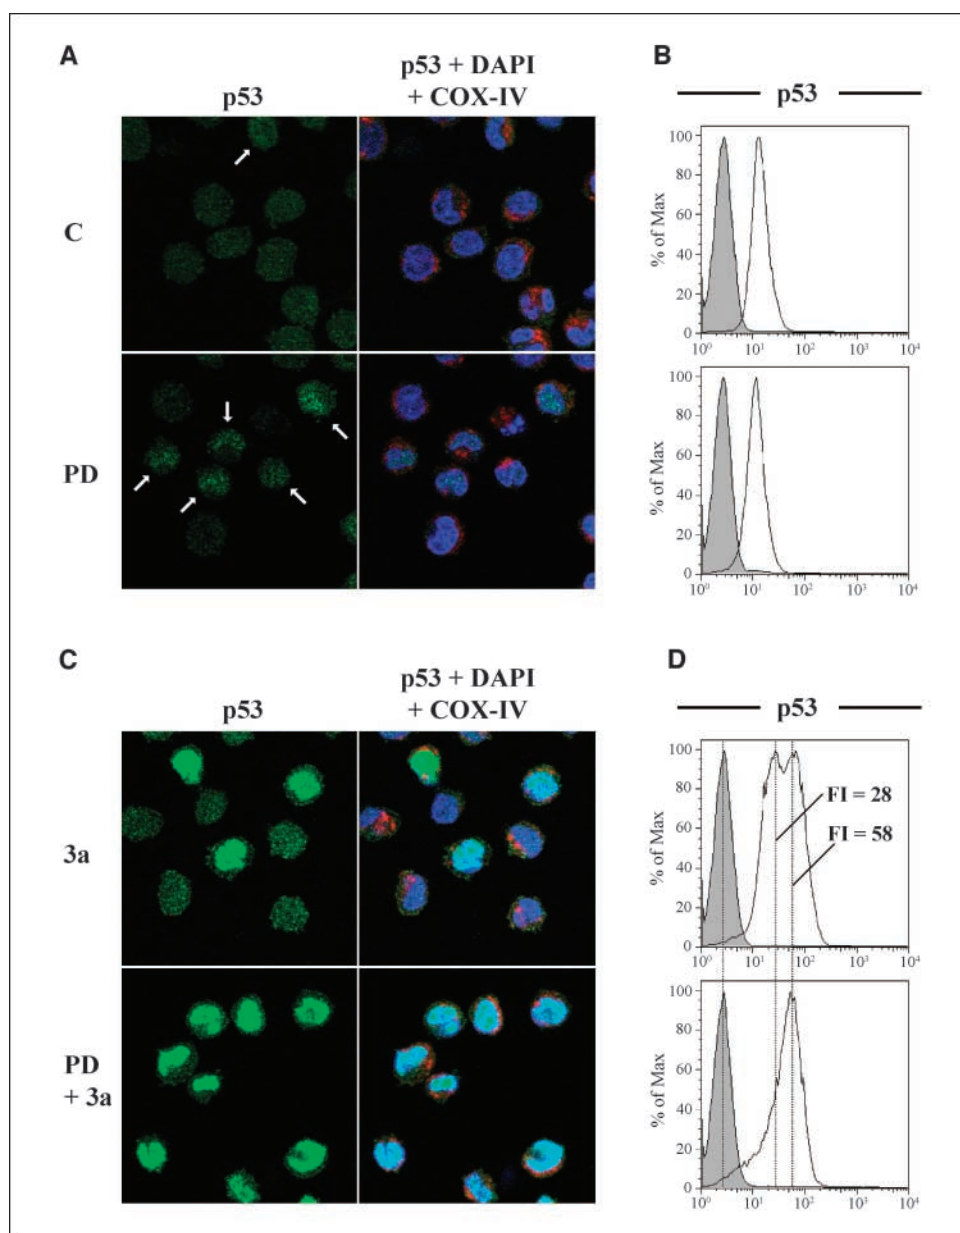 A
p53
p53 + DAPI
+ COX-IV
C
PD
B
p53
% of Max
100
80
60
40
20
0
10⁰ 10¹ 10² 10³ 10⁴
% of Max
100
80
60
40
20
0
10⁰ 10¹ 10² 10³ 10⁴
C
p53
p53 + DAPI
+ COX-IV
3a
PD
+ 3a
D
p53
% of Max
100
80
60
40
20
0
FI = 28
FI = 58
10⁰ 10¹ 10² 10³ 10⁴
% of Max
100
80
60
40
20
0
10⁰ 10¹ 10² 10³ 10⁴